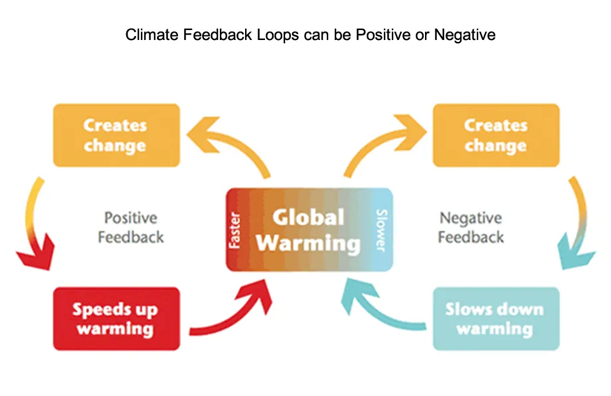 Climate Feedback Loops can be Positive or Negative
Creates
change
Creates
change
Positive
Feedback
Faster
Global
Warming
Slower
Negative
Feedback
Speeds up
warming
Slows down
warming